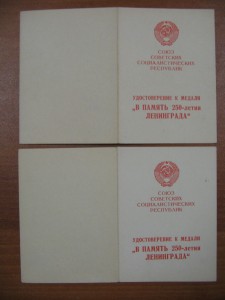 СОЮЗ
СОВЕТСКИХ
СОЦИАЛИСТИЧЕСКИХ
РЕСПУБЛИК
УДОСТОВЕРЕНИЕ К МЕДАЛИ
„В ПАМЯТЬ 250-летия
ЛЕНИНГРАДА“
СОЮЗ
СОВЕТСКИХ
СОЦИАЛИСТИЧЕСКИХ
РЕСПУБЛИК
УДОСТОВЕРЕНИЕ К МЕДАЛИ
„В ПАМЯТЬ 250-летия
ЛЕНИНГРАДА“